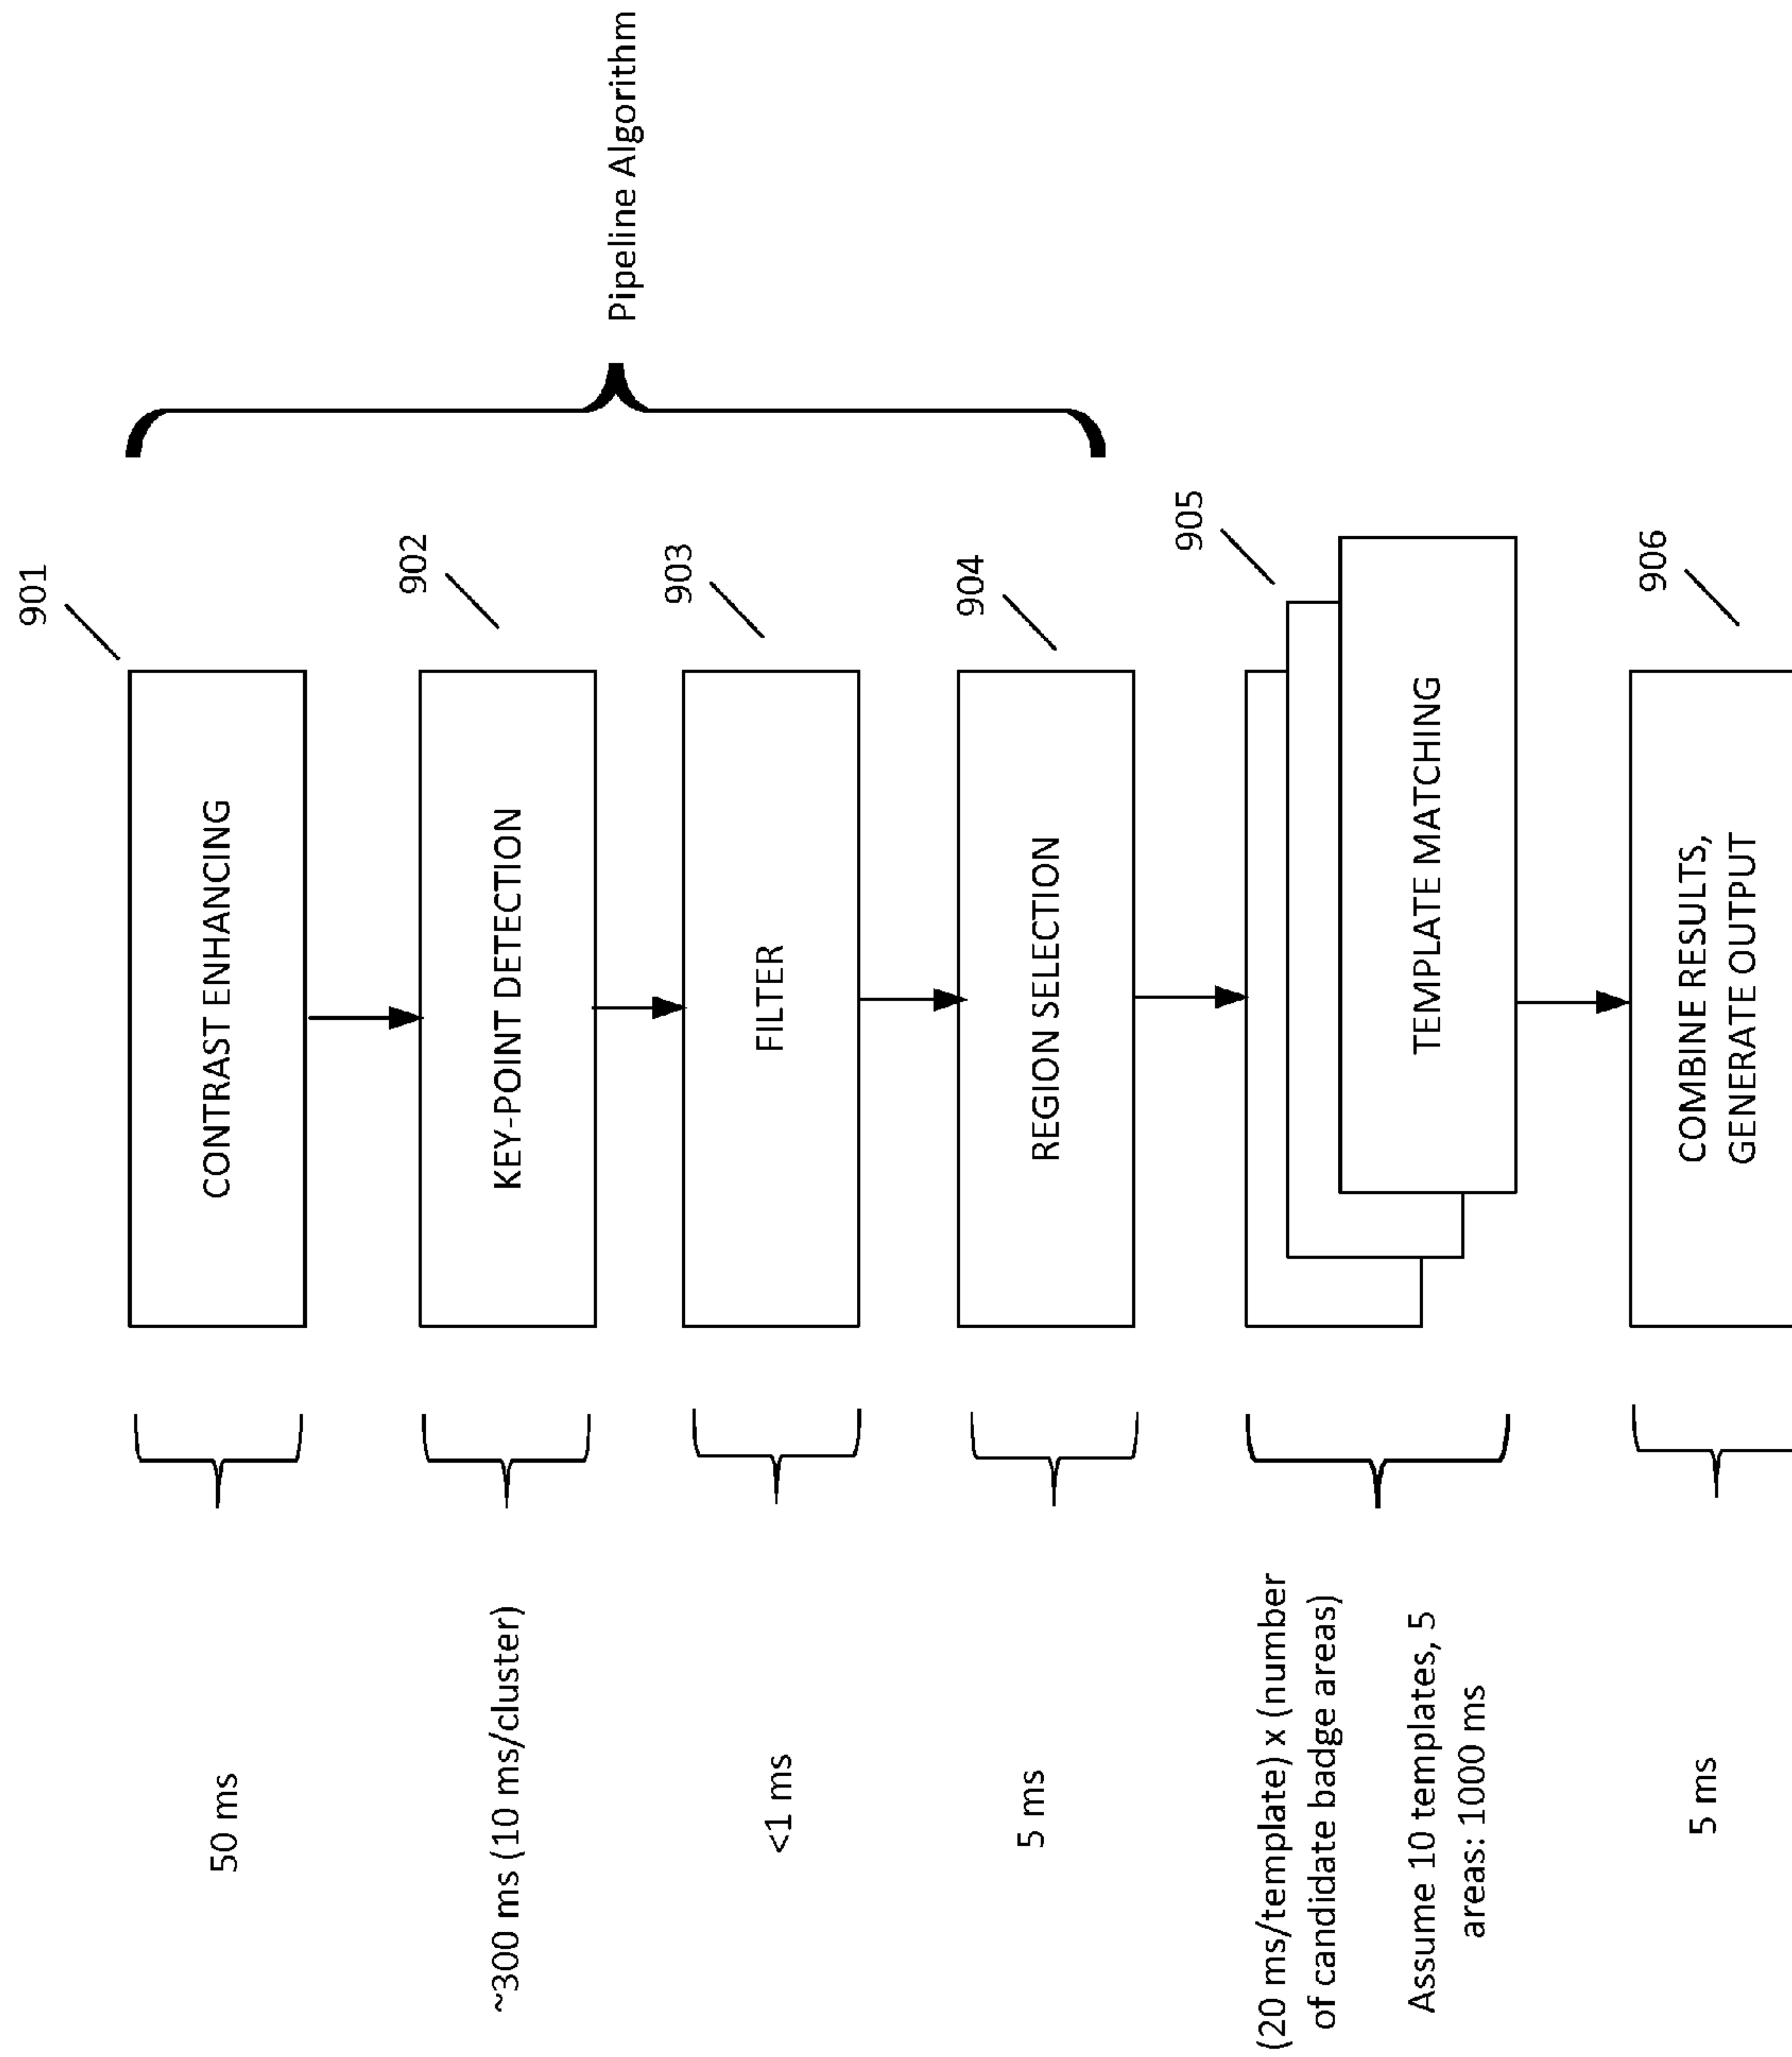 Pipeline Algorithm
901
CONTRAST ENHANCING
50 ms
902
KEY-POINT DETECTION
~300 ms (10 ms/cluster)
903
FILTER
<1 ms
904
REGION SELECTION
5 ms
905
TEMPLATE MATCHING
(20 ms/template) x (number
of candidate badge areas)
Assume 10 templates, 5
areas: 1000 ms
906
COMBINE RESULTS,
GENERATE OUTPUT
5 ms